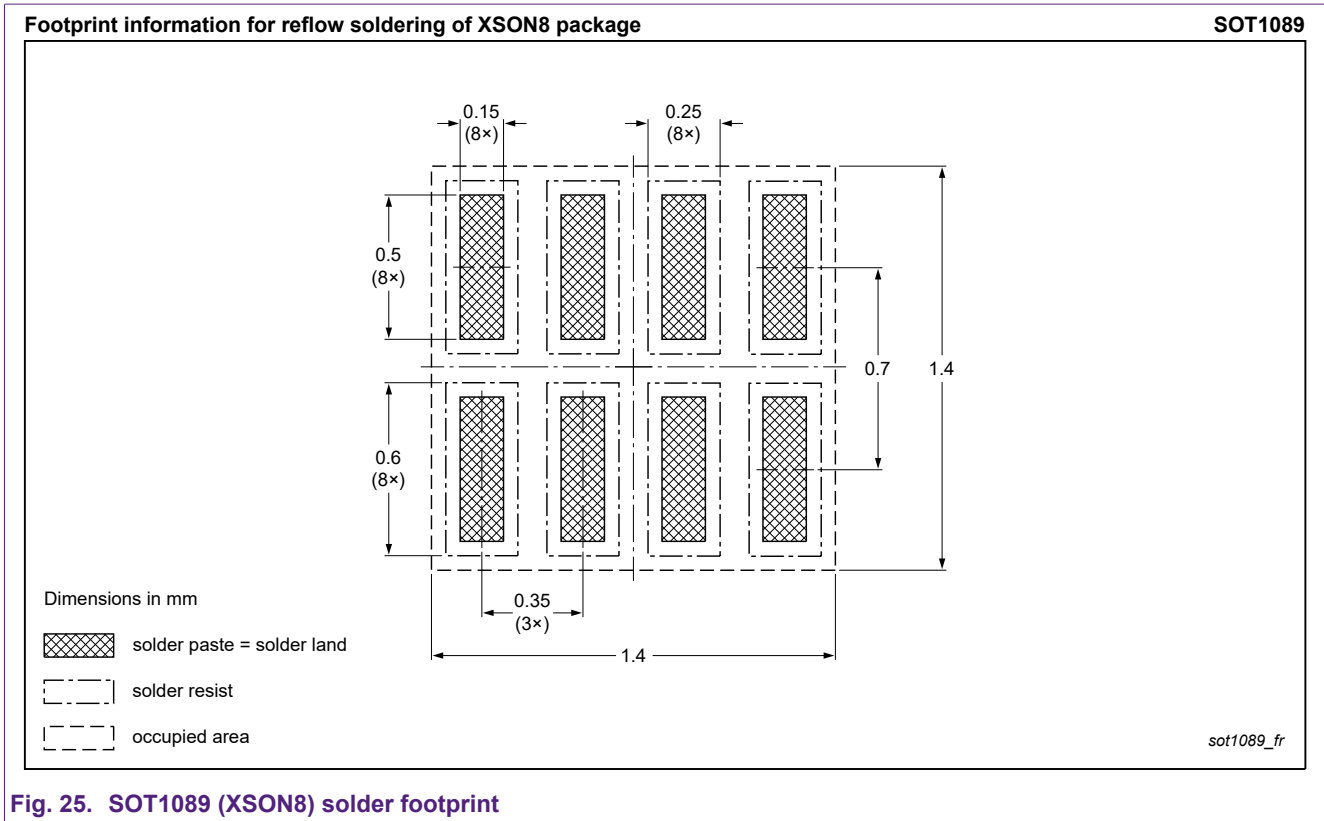 Footprint information for reflow soldering of XSON8 package SOT1089
0.15
(8×)
0.25
(8×)
0.5
(8×)
0.7
1.4
0.6
(8×)
0.35
(3×)
1.4
Dimensions in mm
solder paste = solder land
solder resist
occupied area
sot1089_fr
Fig. 25. SOT1089 (XSON8) solder footprint